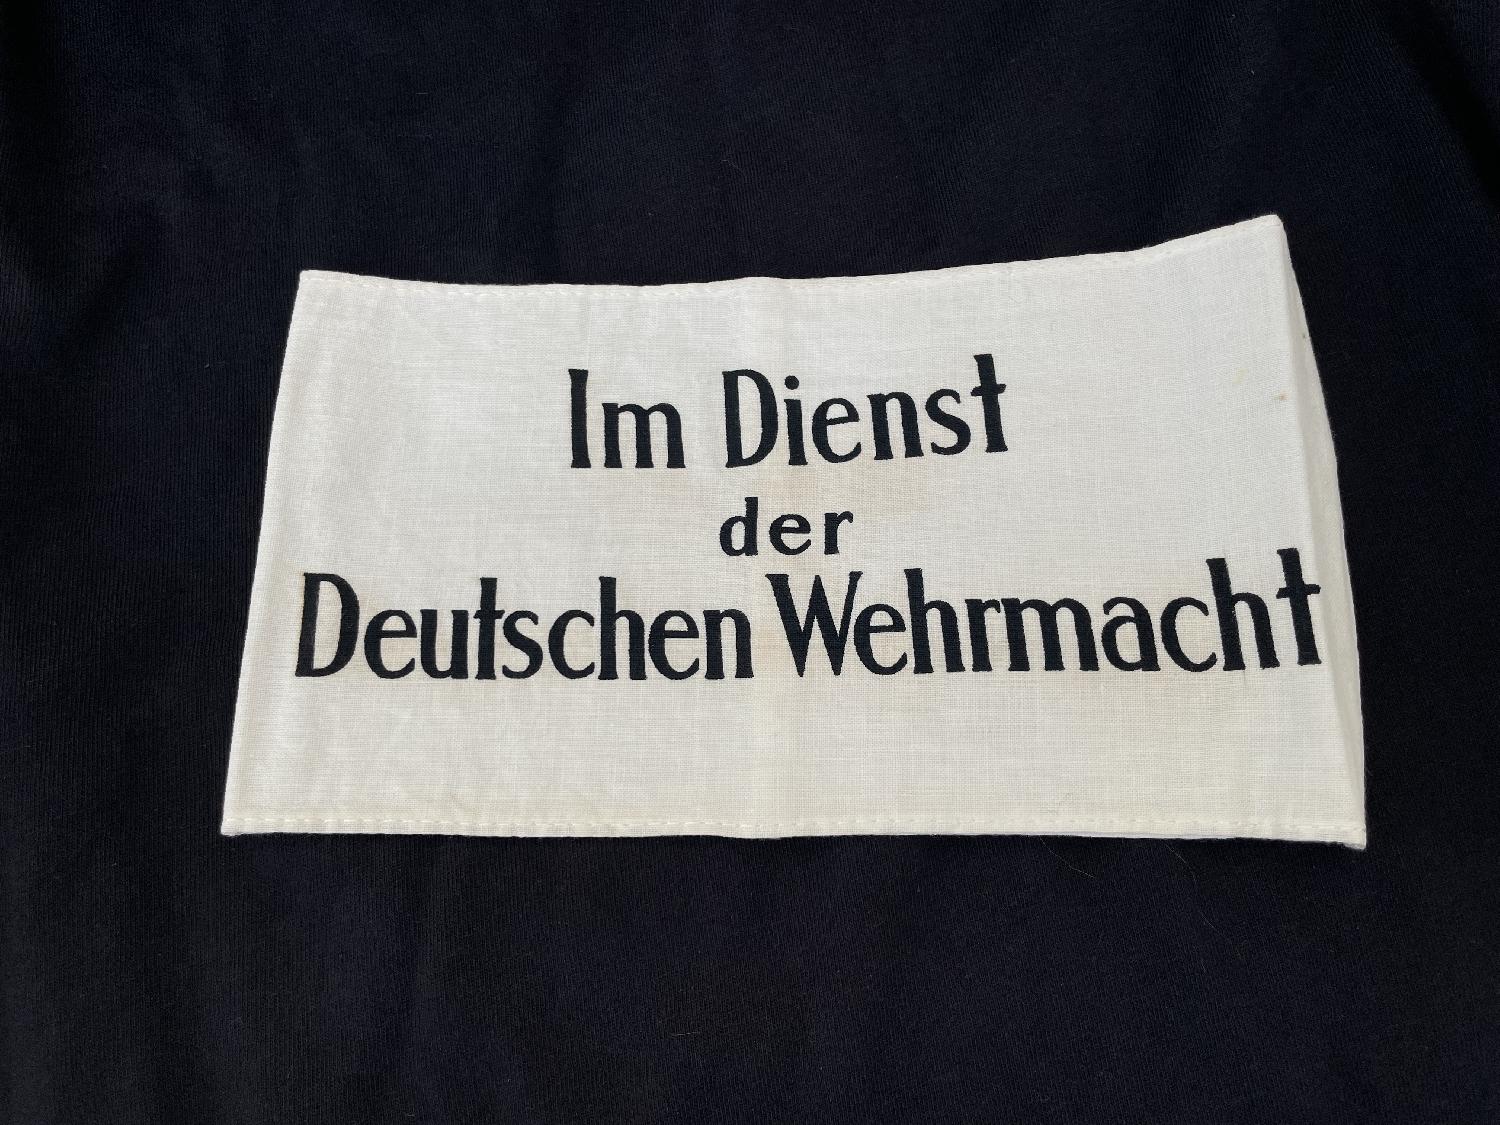 Im Dienst
der
Deutschen Wehrmacht